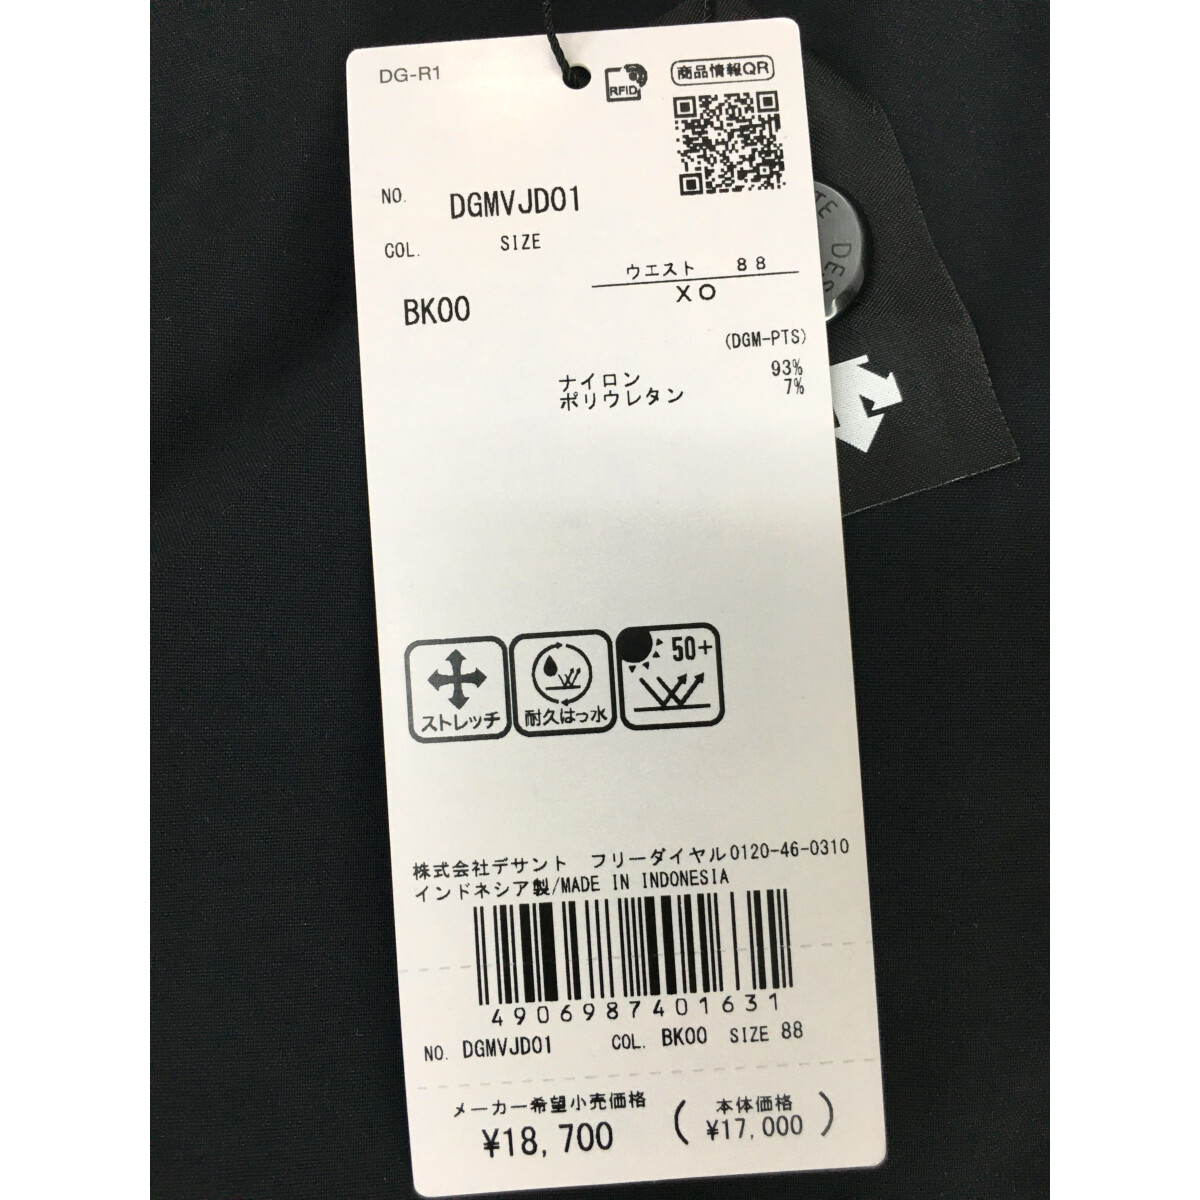 DG-R1
RFID
商品情報QR
NO. DGMVJD01
COL. SIZE
ウエスト 88
XO
BK00
(DGM-PTS)
ナイロン 93%
ポリウレタン 7%
ストレッチ
耐久はっ水
50+
株式会社デサント フリーダイヤル0120-46-0310
インドネシア製/MADE IN INDONESIA
4906987401631
NO. DGMVJD01 COL. BK00 SIZE 88
メーカー希望小売価格
¥18,700
(本体価格
¥17,000)